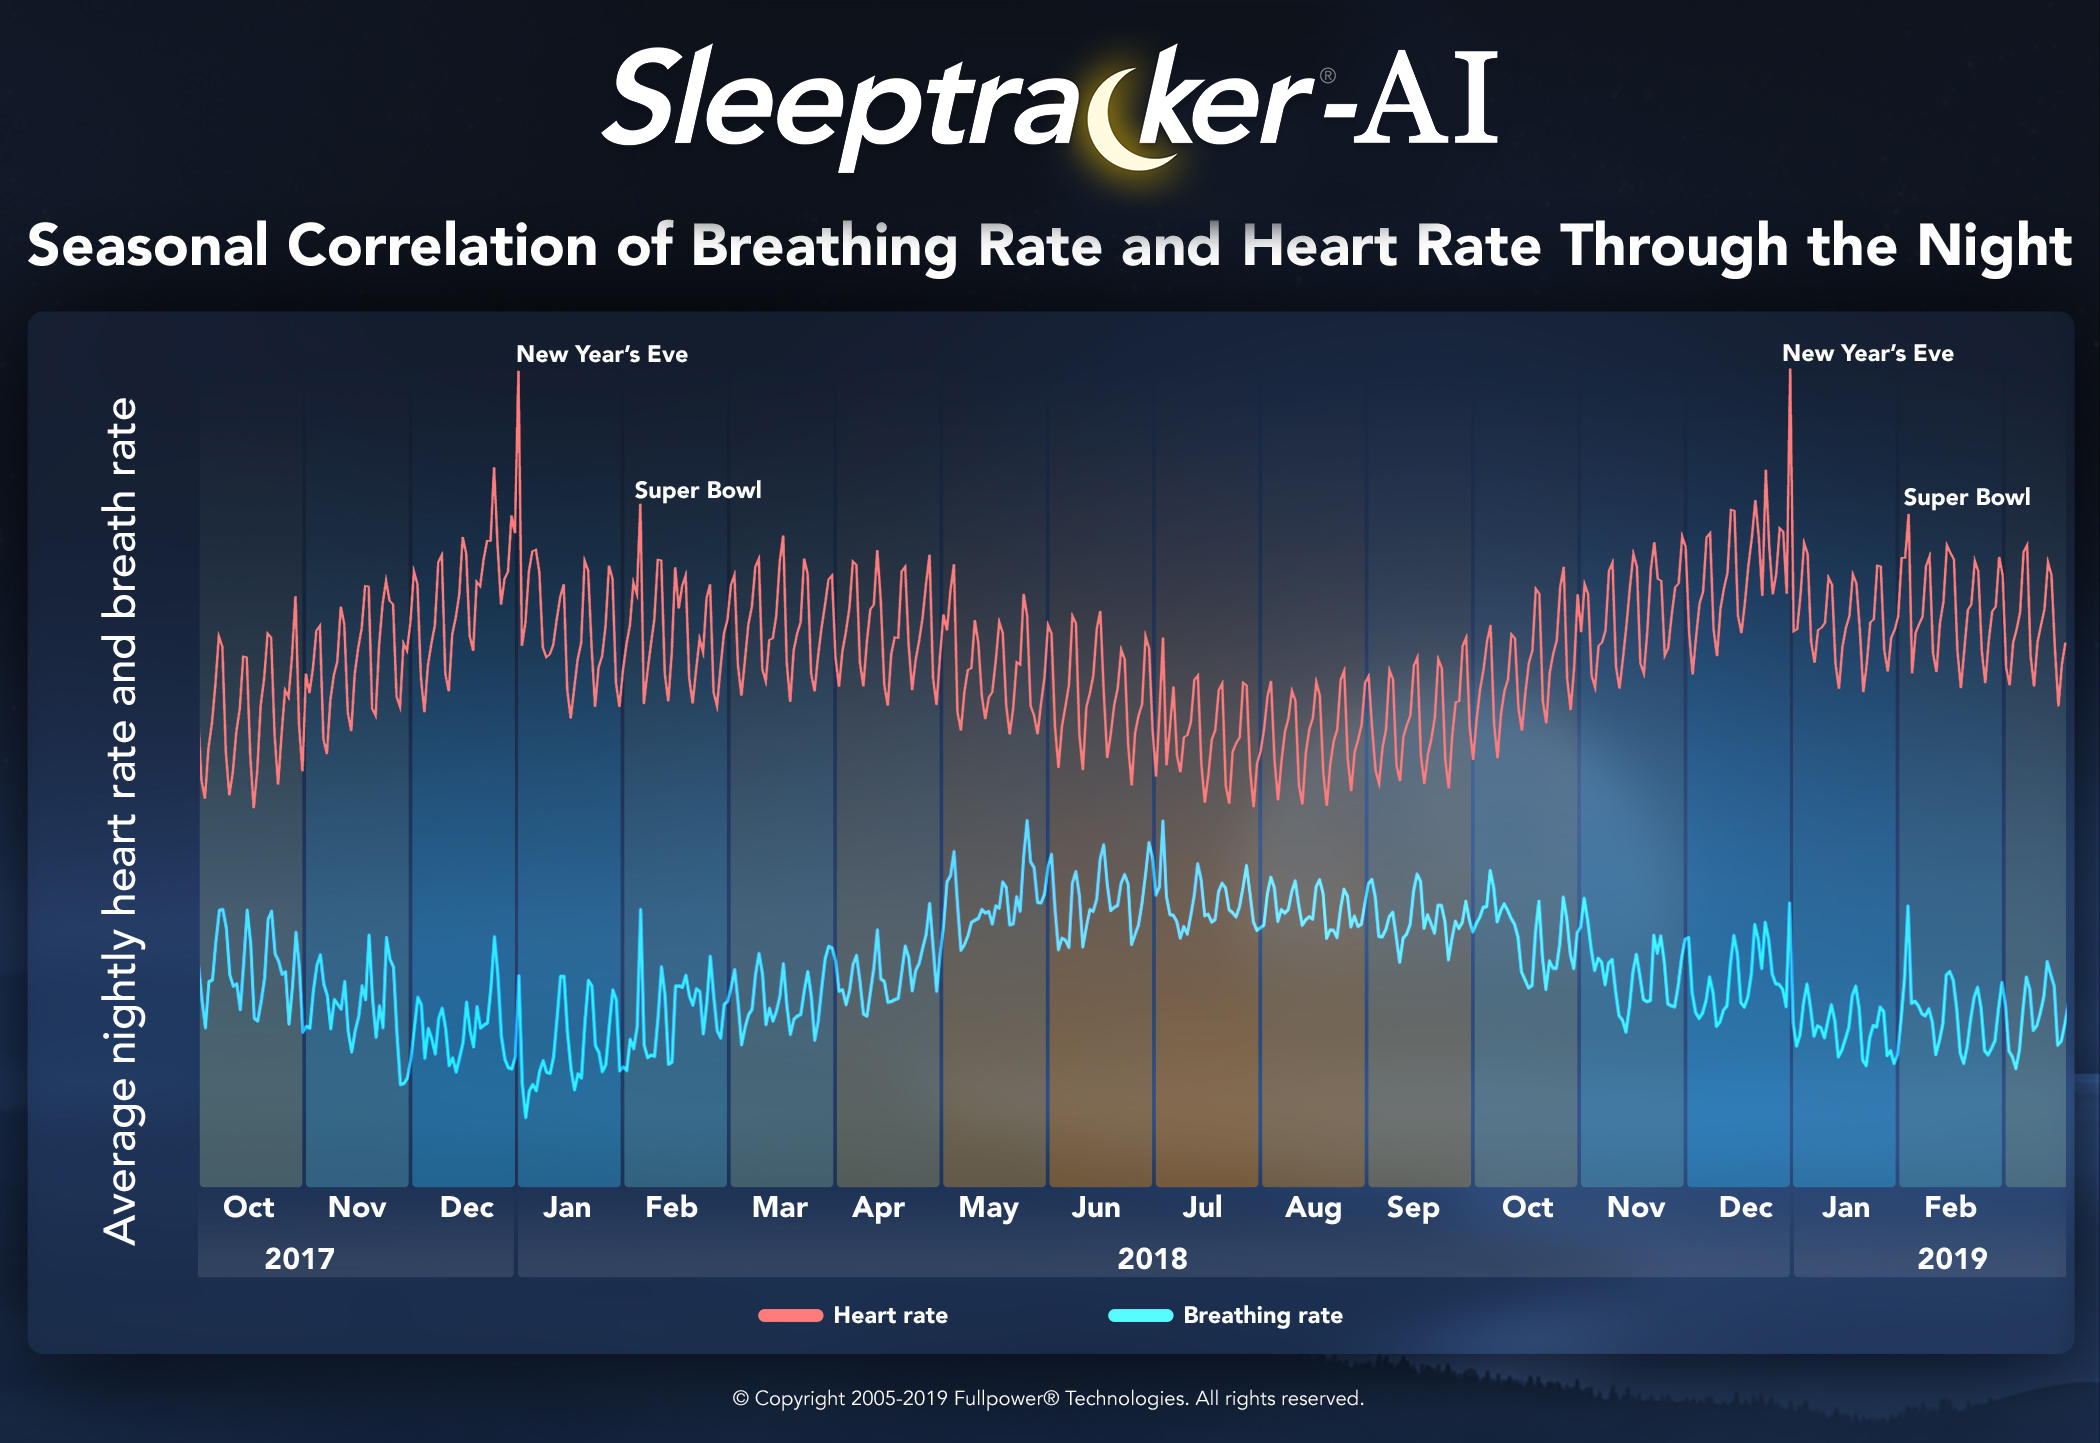 Sleeptracker®-AI
Seasonal Correlation of Breathing Rate and Heart Rate Through the Night
New Year’s Eve
New Year’s Eve
Super Bowl
Super Bowl
Average nightly heart rate and breath rate
Oct Nov Dec Jan Feb Mar Apr May Jun Jul Aug Sep Oct Nov Dec Jan Feb
2017 2018 2019
Heart rate Breathing rate
© Copyright 2005-2019 Fullpower® Technologies. All rights reserved.